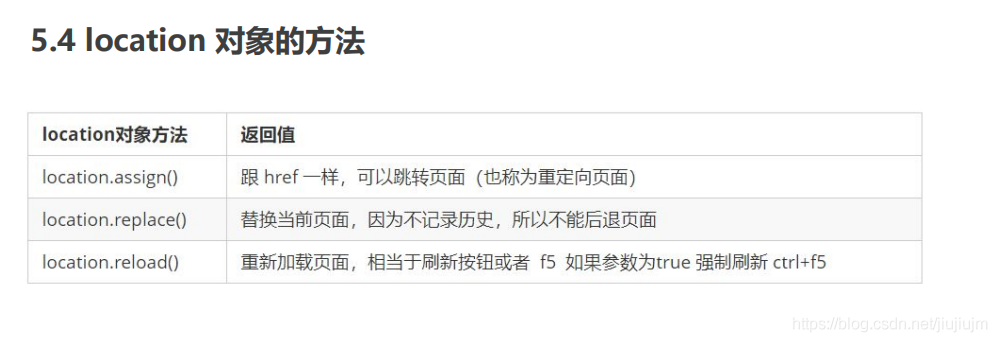 5.4 location 对象的方法
location对象方法 返回值
location.assign() 跟 href 一样，可以跳转页面（也称为重定向页面）
location.replace() 替换当前页面，因为不记录历史，所以不能后退页面
location.reload() 重新加载页面，相当于刷新按钮或者 f5 如果参数为true 强制刷新 ctrl+f5
https://blog.csdn.net/jiujiujm